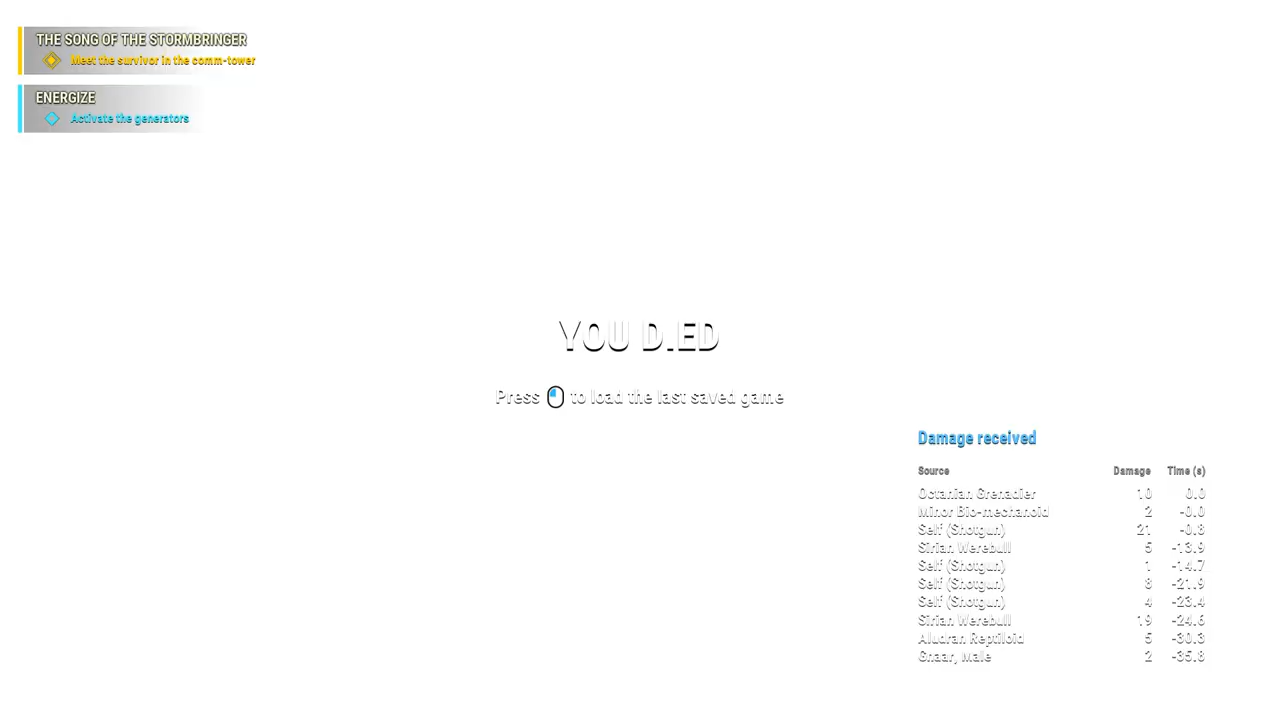 THE SONG OF THE STORMBRINGER
Meet the survivor in the comm-tower
ENERGIZE
Activate the generators
YOU DIED
Press to load the last saved game
Damage received
Source Damage Time (s)
Octanian Grenadier 10 0.0
Minor Bio-mechanoid 2 -0.0
Self (Shotgun) 21 -0.8
Sirian Werebull 5 -13.9
Self (Shotgun) 1 -14.7
Self (Shotgun) 8 -21.9
Self (Shotgun) 4 -23.4
Sirian Werebull 19 -24.6
Aludran Reptiloid 5 -30.3
Gnaar, Male 2 -35.8